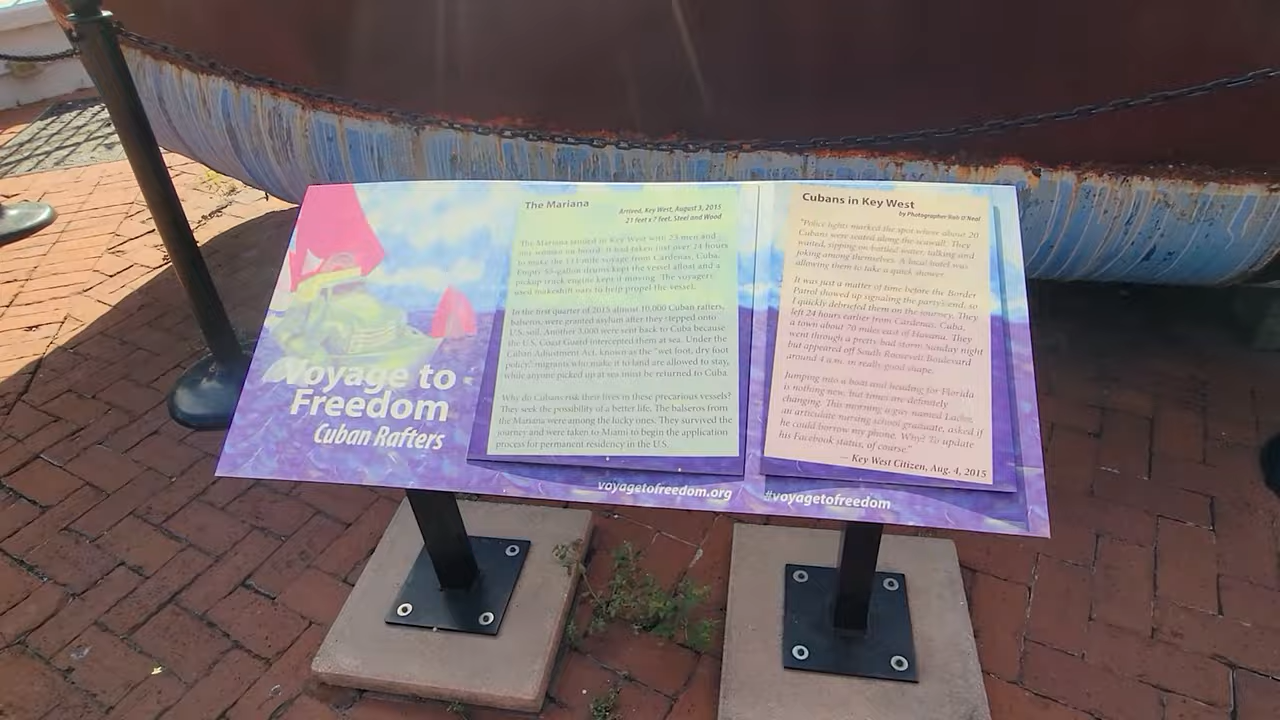 Voyage to
Freedom
Cuban Rafters
The Mariana
Arrived, Key West, August 3, 2015
21 feet x 7 feet, Steel and Wood
The Mariana landed in Key West with 23 men and
one woman on board. It had taken just over 24 hours
to make the 111-mile voyage from Cardenas, Cuba.
Empty 55-gallon drums kept the vessel afloat and a
pickup truck engine kept it moving. The voyagers
used makeshift oars to help propel the vessel.
In the first quarter of 2015 almost 10,000 Cuban rafters,
balseros, were granted asylum after they stepped onto
U.S. soil. Another 2,000 were sent back to Cuba because
the U.S. Coast Guard intercepted them at sea. Under the
Cuban Adjustment Act, known as the "wet foot, dry foot
policy," migrants who make it to land are allowed to stay,
while anyone picked up at sea must be returned to Cuba.
Why do Cubans risk their lives in these precarious vessels?
They seek the possibility of a better life. The balseros from
the Mariana were among the lucky ones. They survived the
journey and were taken to Miami to begin the application
process for permanent residency in the U.S.
voyagetofreedom.org
Cubans in Key West
by Photographer Rob O'Neal
"Police lights marked the spot where about 20
Cubans were seated along the seawall. They
waited, sipping on bottled water, talking and
joking among themselves. A local hotel was
allowing them to take a quick shower.
It was just a matter of time before the Border
Patrol showed up signaling the party's end, so
I quickly debriefed them on the journey. They
left 24 hours earlier from Cardenas, Cuba,
a town about 70 miles east of Havana. They
went through a pretty bad storm Sunday night
but appeared off South Roosevelt Boulevard
around 4 a.m. in really good shape.
Jumping into a boat and heading for Florida
is nothing new, but times are definitely
changing. This morning a guy named
an articulate nursing school graduate, asked if
he could borrow my phone. Why? To update
his Facebook status, of course."
— Key West Citizen, Aug. 4, 2015
#voyagetofreedom